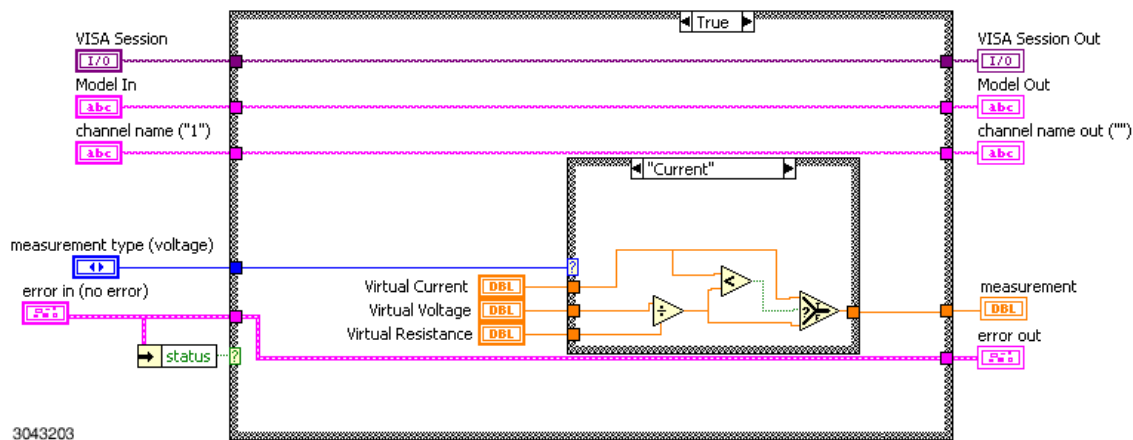 True
VISA Session
I/O
VISA Session Out
I/O
Model In
abc
Model Out
abc
channel name ("1")
abc
channel name out ("")
abc
"Current"
measurement type (voltage)
?
error in (no error)
Virtual Current
DBL
Virtual Voltage
DBL
Virtual Resistance
DBL
÷
<
?
T
F
measurement
DBL
error out
status
?
3043203